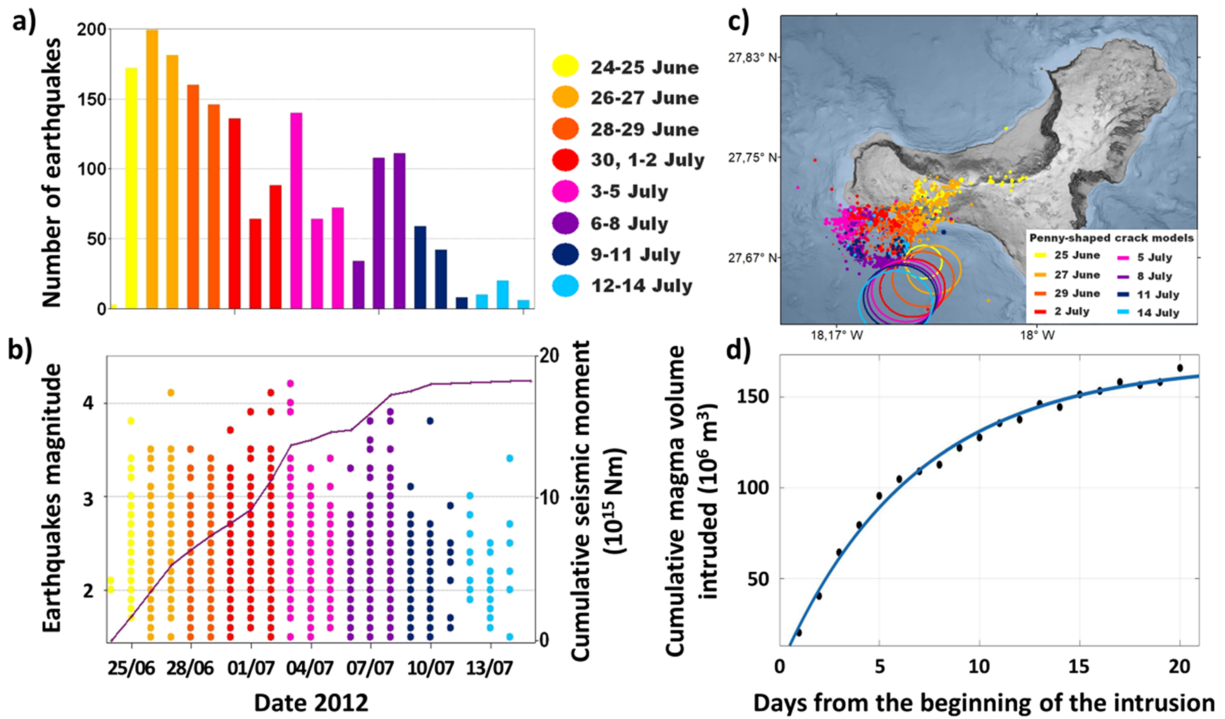 a)
Number of earthquakes
200
150
100
50
0
24-25 June
26-27 June
28-29 June
30, 1-2 July
3-5 July
6-8 July
9-11 July
12-14 July
c)
27,83° N
27,75° N
27,67° N
18,17° W
18° W
Penny-shaped crack models
25 June
27 June
29 June
2 July
5 July
8 July
11 July
14 July
b)
Earthquakes magnitude
4
3
2
20
10
0
Cumulative seismic moment
(10¹⁵ Nm)
25/06 28/06 01/07 04/07 07/07 10/07 13/07
Date 2012
d)
Cumulative magma volume
intruded (10⁶ m³)
150
100
50
0 5 10 15 20
Days from the beginning of the intrusion